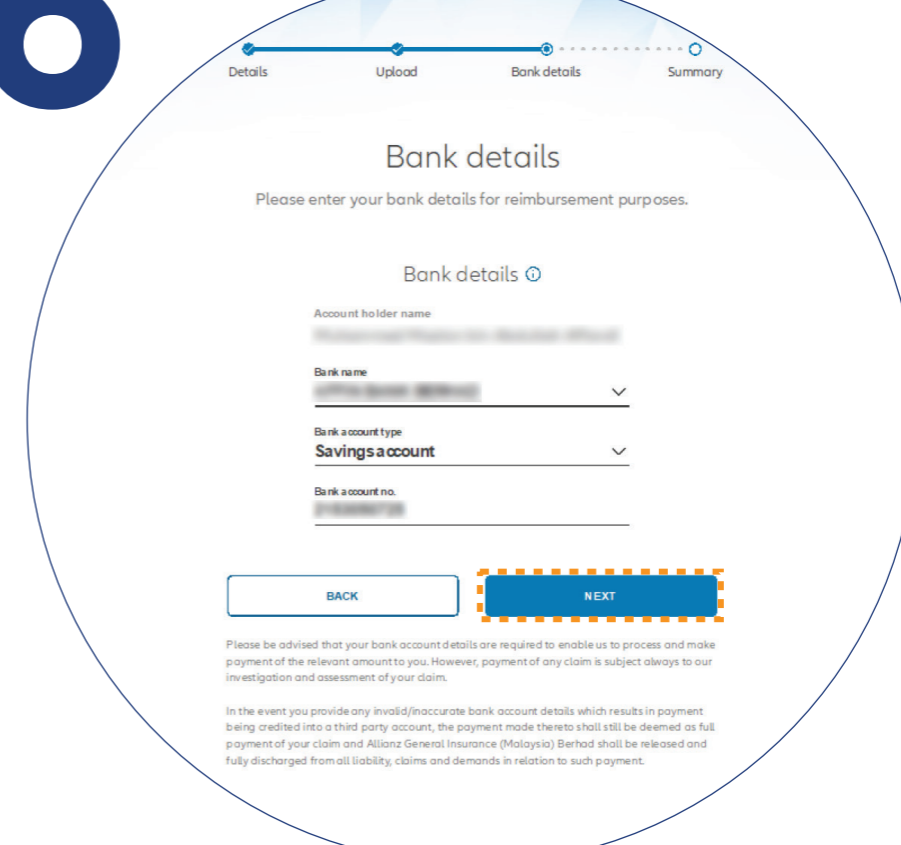 Details Upload Bank details Summary
Bank details
Please enter your bank details for reimbursement purposes.
Bank details
Account holder name
Bank name
Bank account type
Savings account
Bank account no.
BACK NEXT
Please be advised that your bank account details are required to enable us to process and make
payment of the relevant amount to you. However, payment of any claim is subject always to our
investigation and assessment of your claim.
In the event you provide any invalid/inaccurate bank account details which results in payment
being credited into a third party account, the payment made thereto shall still be deemed as full
payment of your claim and Allianz General Insurance (Malaysia) Berhad shall be released and
fully discharged from all liability, claims and demands in relation to such payment.